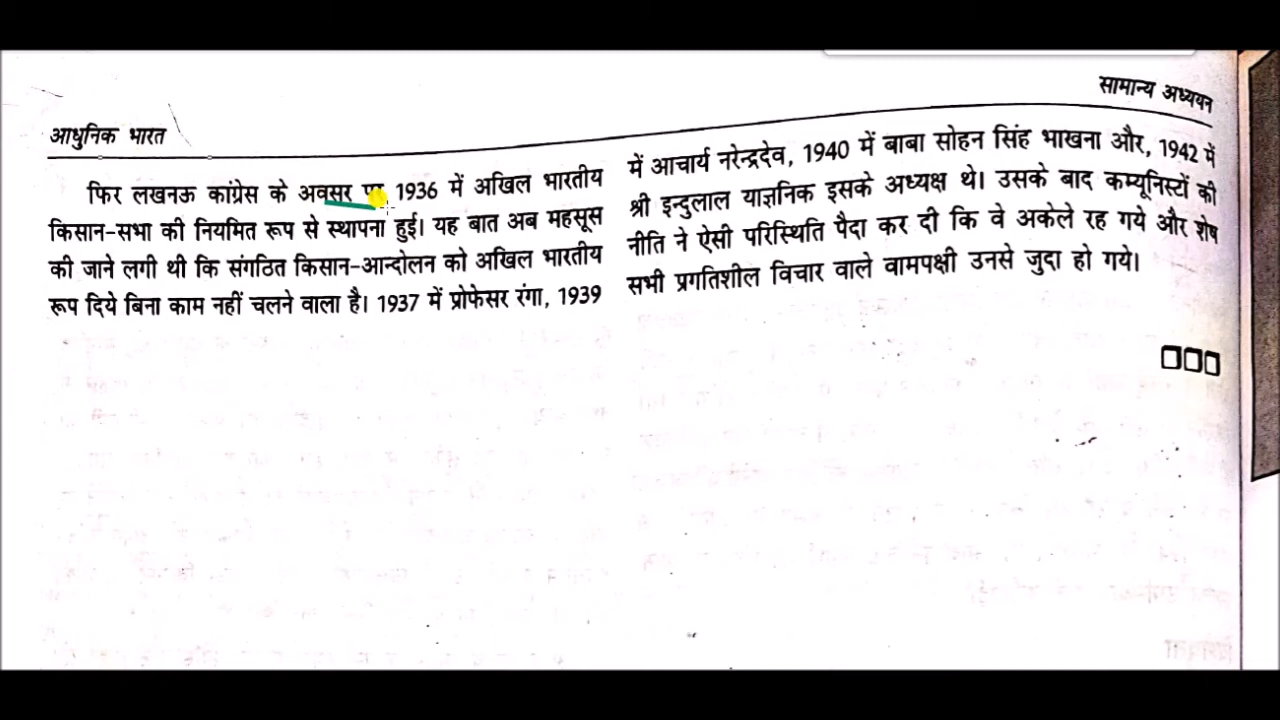 सामान्य अध्ययन
आधुनिक भारत
फिर लखनऊ कांग्रेस के अवसर पर 1936 में अखिल भारतीय
किसान-सभा की नियमित रूप से स्थापना हुई। यह बात अब महसूस
की जाने लगी थी कि संगठित किसान-आन्दोलन को अखिल भारतीय
रूप दिये बिना काम नहीं चलने वाला है। 1937 में प्रोफेसर रंगा, 1939
में आचार्य नरेन्द्रदेव, 1940 में बाबा सोहन सिंह भाखना और, 1942 में
श्री इन्दुलाल याज्ञनिक इसके अध्यक्ष थे। उसके बाद कम्यूनिस्टों की
नीति ने ऐसी परिस्थिति पैदा कर दी कि वे अकेले रह गये और शेष
सभी प्रगतिशील विचार वाले वामपक्षी उनसे जुदा हो गये।